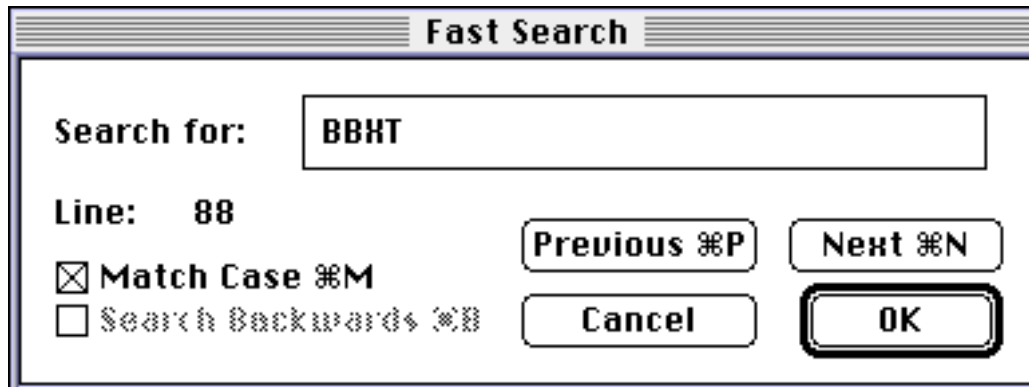 Fast Search
Search for: BBXT
Line: 88
Previous ⌘P Next ⌘N
Match Case ⌘M
Search Backwards ⌘B
Cancel OK